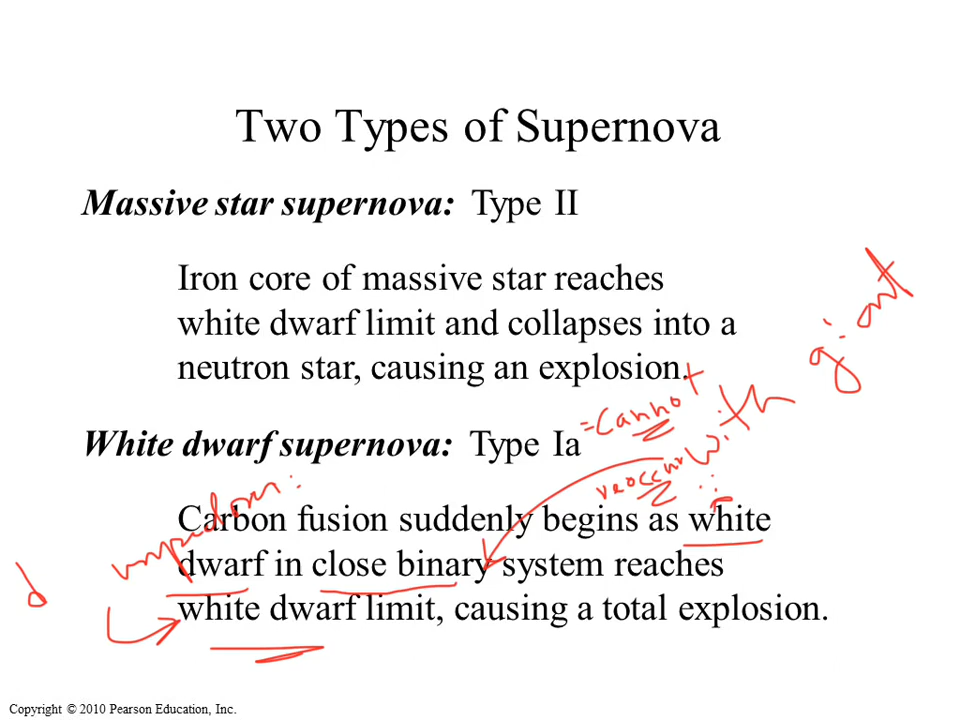 Two Types of Supernova
Massive star supernova: Type II
Iron core of massive star reaches
white dwarf limit and collapses into a
neutron star, causing an explosion.
with giant
=Cannot
White dwarf supernova: Type Ia
reoccur
Carbon fusion suddenly begins as white
dwarf in close binary system reaches
white dwarf limit, causing a total explosion.
Copyright © 2010 Pearson Education, Inc.